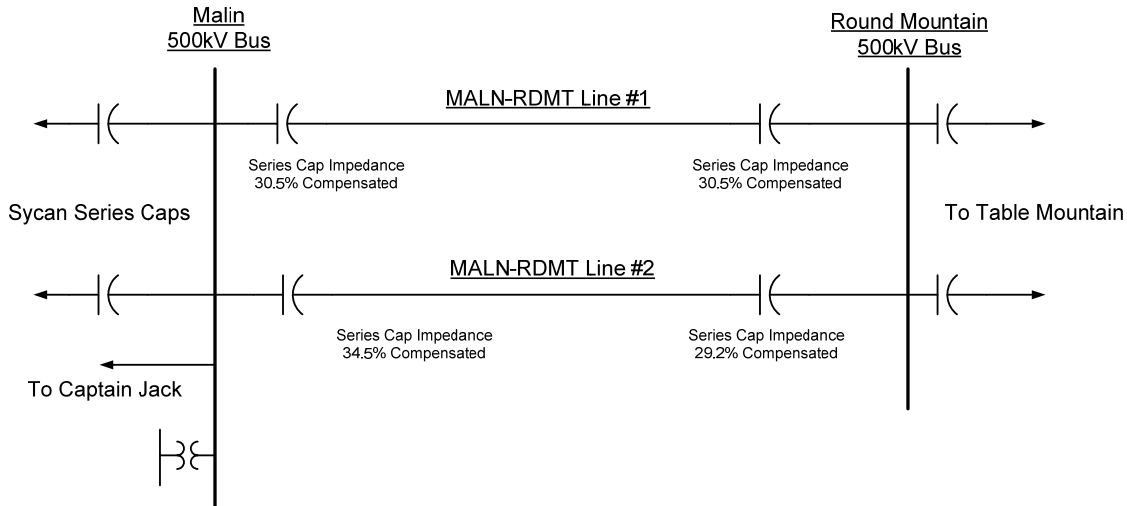 Malin
500kV Bus
Round Mountain
500kV Bus
MALN-RDMT Line #1
Series Cap Impedance
30.5% Compensated
Series Cap Impedance
30.5% Compensated
Sycan Series Caps
To Table Mountain
MALN-RDMT Line #2
Series Cap Impedance
34.5% Compensated
Series Cap Impedance
29.2% Compensated
To Captain Jack